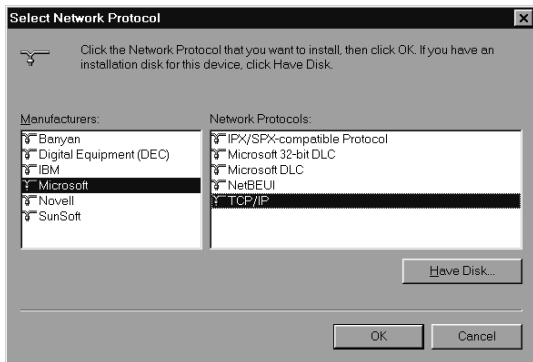 Select Network Protocol
Click the Network Protocol that you want to install, then click OK. If you have an
installation disk for this device, click Have Disk.
Manufacturers:
Banyan
Digital Equipment (DEC)
IBM
Microsoft
Novell
SunSoft
Network Protocols:
IPX/SPX-compatible Protocol
Microsoft 32-bit DLC
Microsoft DLC
NetBEUI
TCP/IP
Have Disk...
OK
Cancel